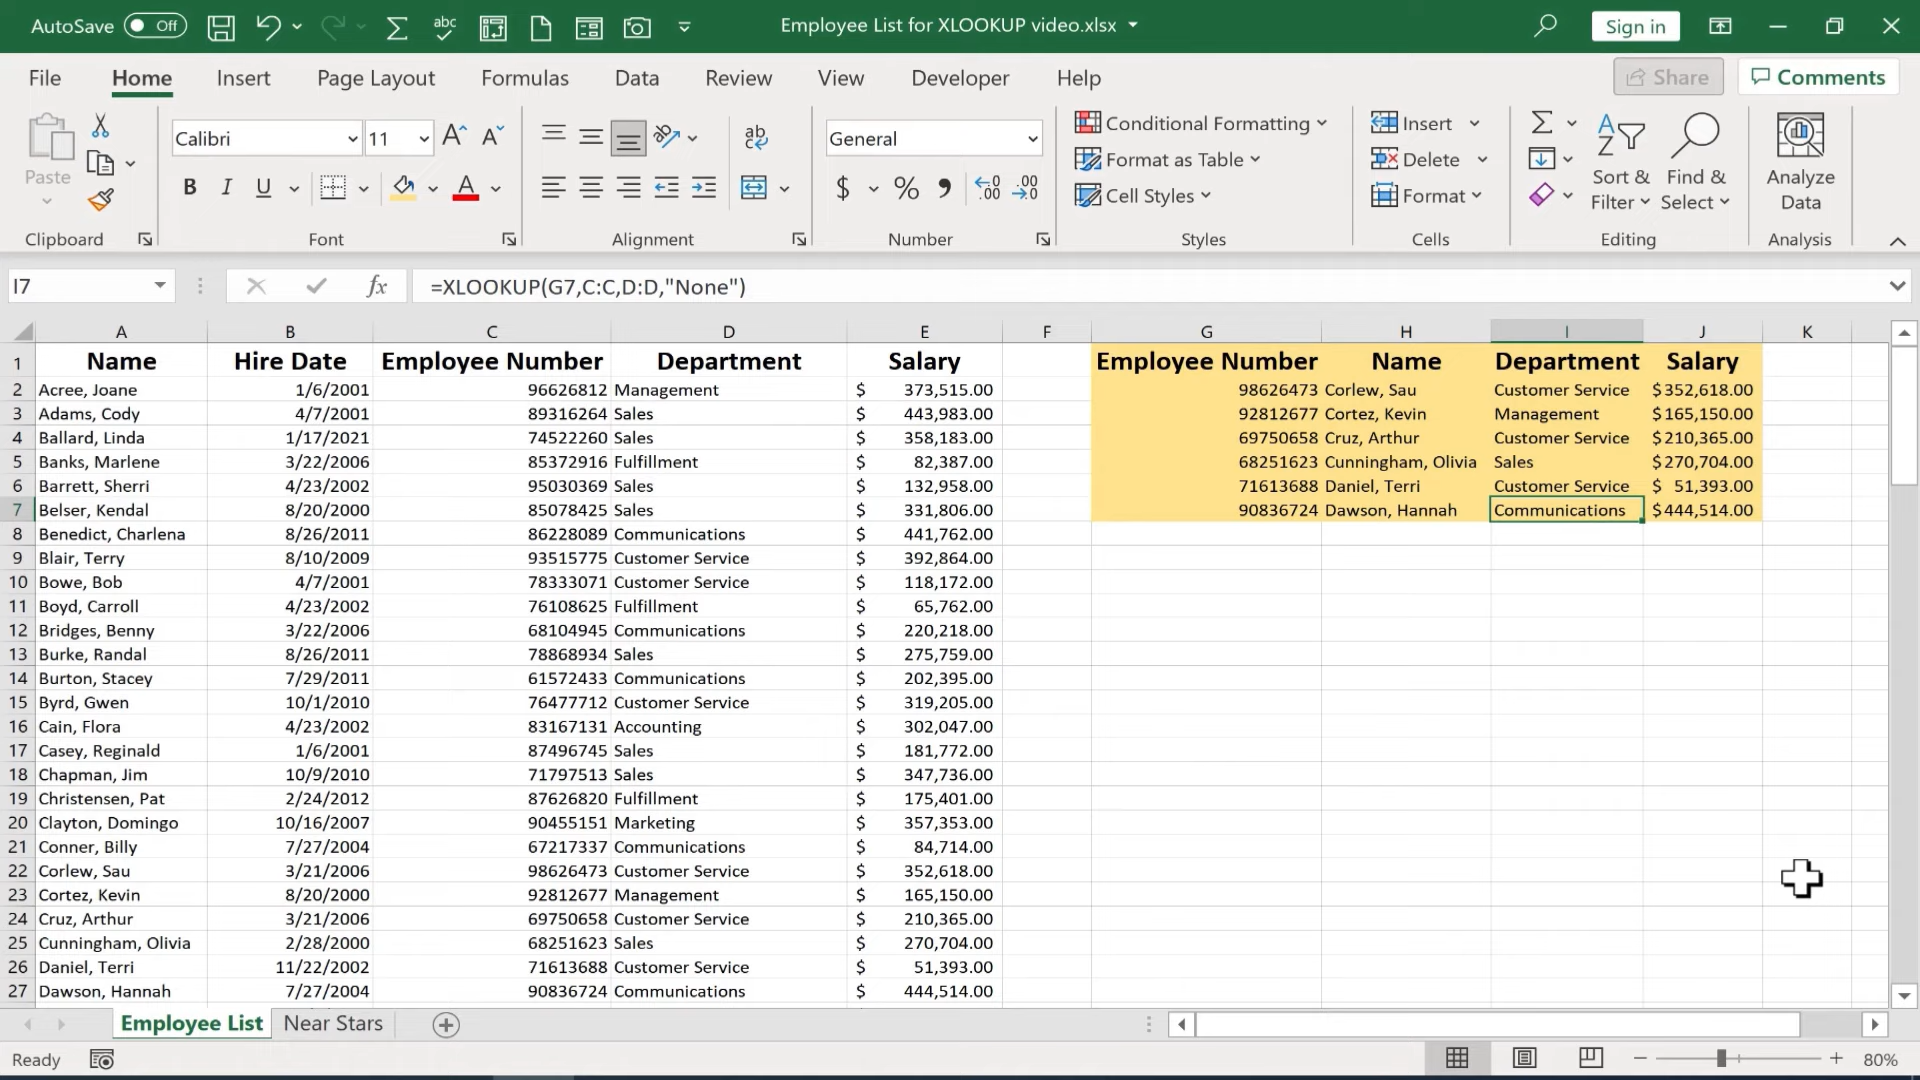 AutoSave Off abc Employee List for XLOOKUP video.xlsx Sign in
File Home Insert Page Layout Formulas Data Review View Developer Help Share Comments
Paste Calibri 11 A A ab c General Conditional Formatting Insert Sort & Filter Find & Select Analyze Data
Format as Table Delete
B I U A $ % , .00 .00 Cell Styles Format
Clipboard Font Alignment Number Styles Cells Editing Analysis
I7 fx =XLOOKUP(G7,C:C,D:D,"None")
A B C D E F G H I J K
1 Name Hire Date Employee Number Department Salary Employee Number Name Department Salary
2 Acree, Joane 1/6/2001 96626812 Management $ 373,515.00 98626473 Corlew, Sau Customer Service $352,618.00
3 Adams, Cody 4/7/2001 89316264 Sales $ 443,983.00 92812677 Cortez, Kevin Management $165,150.00
4 Ballard, Linda 1/17/2021 74522260 Sales $ 358,183.00 69750658 Cruz, Arthur Customer Service $210,365.00
5 Banks, Marlene 3/22/2006 85372916 Fulfillment $ 82,387.00 68251623 Cunningham, Olivia Sales $270,704.00
6 Barrett, Sherri 4/23/2002 95030369 Sales $ 132,958.00 71613688 Daniel, Terri Customer Service $ 51,393.00
7 Belser, Kendal 8/20/2000 85078425 Sales $ 331,806.00 90836724 Dawson, Hannah Communications $444,514.00
8 Benedict, Charlena 8/26/2011 86228089 Communications $ 441,762.00
9 Blair, Terry 8/10/2009 93515775 Customer Service $ 392,864.00
10 Bowe, Bob 4/7/2001 78333071 Customer Service $ 118,172.00
11 Boyd, Carroll 4/23/2002 76108625 Fulfillment $ 65,762.00
12 Bridges, Benny 3/22/2006 68104945 Communications $ 220,218.00
13 Burke, Randal 8/26/2011 78868934 Sales $ 275,759.00
14 Burton, Stacey 7/29/2011 61572433 Communications $ 202,395.00
15 Byrd, Gwen 10/1/2010 76477712 Customer Service $ 319,205.00
16 Cain, Flora 4/23/2002 83167131 Accounting $ 302,047.00
17 Casey, Reginald 1/6/2001 87496745 Sales $ 181,772.00
18 Chapman, Jim 10/9/2010 71797513 Sales $ 347,736.00
19 Christensen, Pat 2/24/2012 87626820 Fulfillment $ 175,401.00
20 Clayton, Domingo 10/16/2007 90455151 Marketing $ 357,353.00
21 Conner, Billy 7/27/2004 67217337 Communications $ 84,714.00
22 Corlew, Sau 3/21/2006 98626473 Customer Service $ 352,618.00
23 Cortez, Kevin 8/20/2000 92812677 Management $ 165,150.00
24 Cruz, Arthur 3/21/2006 69750658 Customer Service $ 210,365.00
25 Cunningham, Olivia 2/28/2000 68251623 Sales $ 270,704.00
26 Daniel, Terri 11/22/2002 71613688 Customer Service $ 51,393.00
27 Dawson, Hannah 7/27/2004 90836724 Communications $ 444,514.00
Employee List Near Stars
Ready 80%